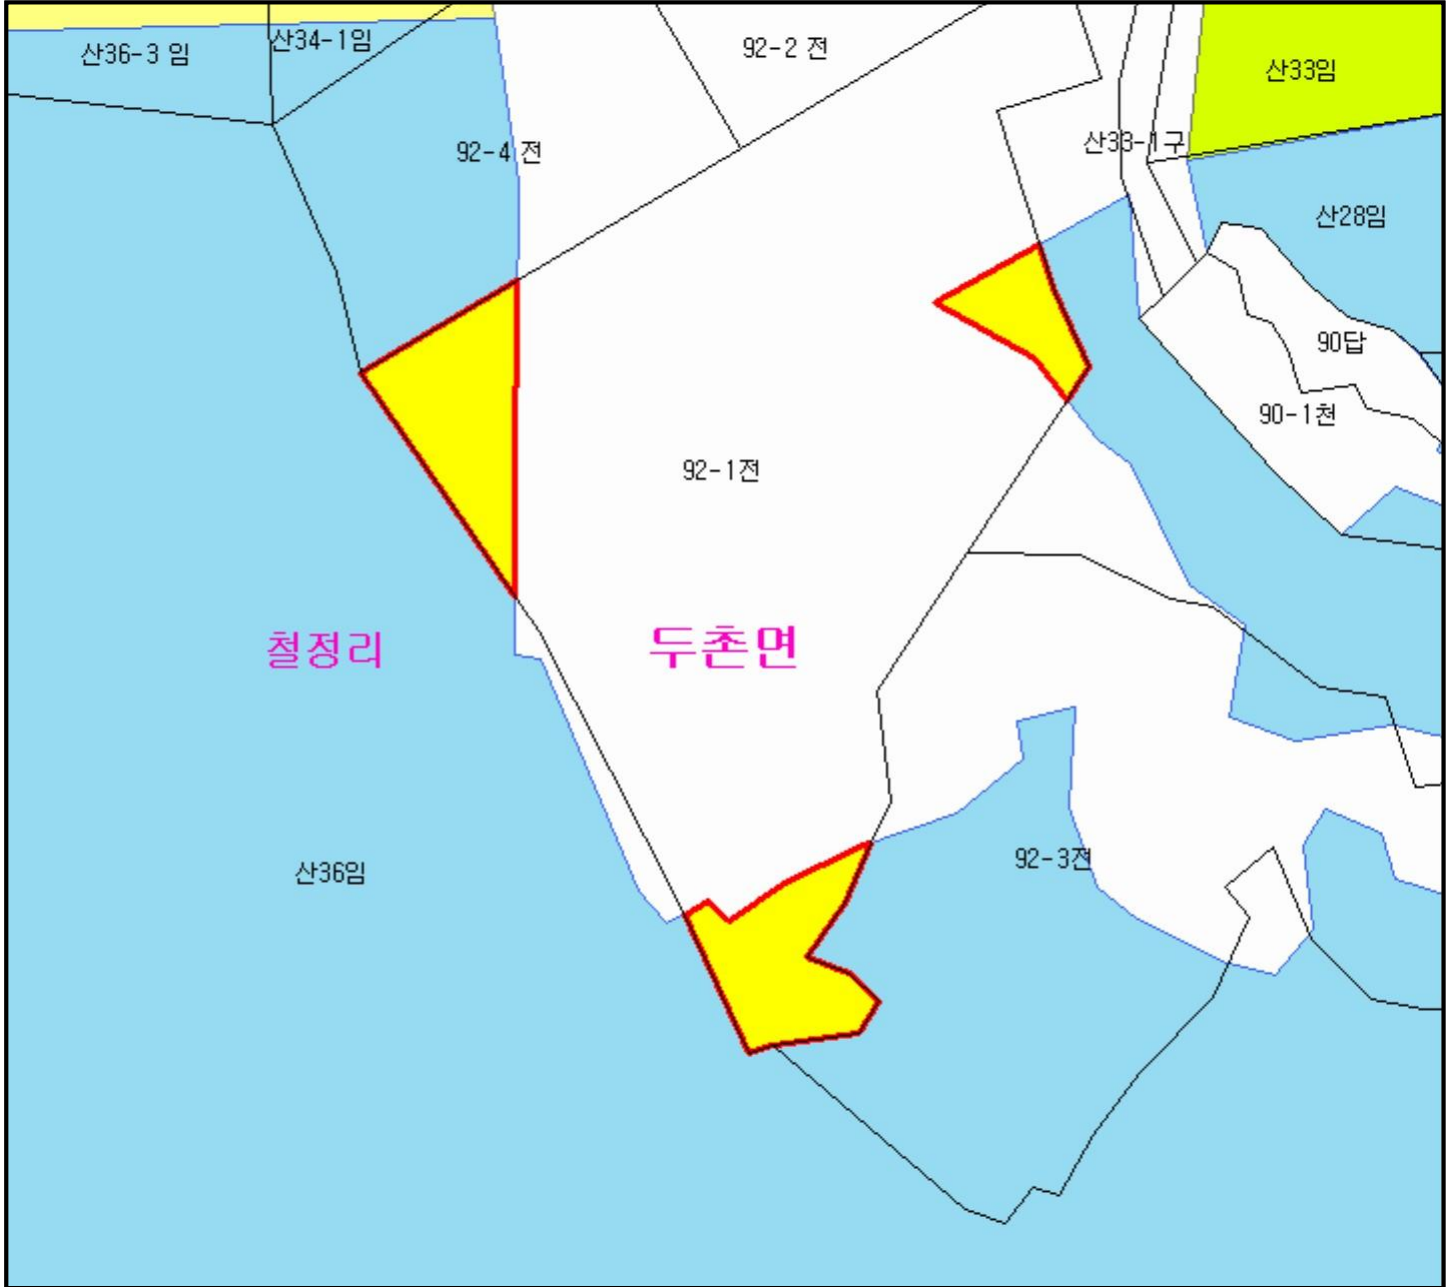 산36-3 임
산34-1임
92-2 전
산33임
92-4 전
산33-1구
산28임
90답
90-1천
92-1전
철정리
두촌면
92-3전
산36임